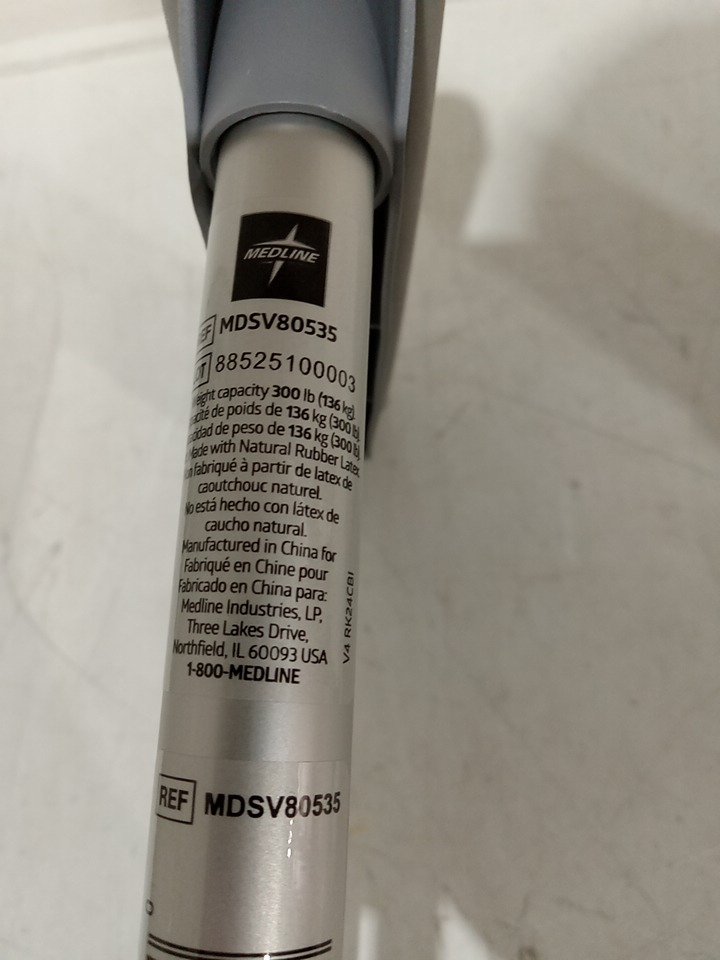 MEDLINE
REF MDSV80535
88525100003
capacity 300 lb (136 kg).
de poids de 136 kg (300 lb)
de peso de 136 kg (300 lb)
Made with Natural Rubber Latex
fabriqué à partir de latex de
caoutchouc naturel.
No está hecho con látex de
caucho natural.
Manufactured in China for
Fabriqué en Chine pour
Fabricado en China para:
Medline Industries, LP,
Three Lakes Drive,
Northfield, IL 60093 USA
1-800-MEDLINE
V4 RK24CBI
REF MDSV80535